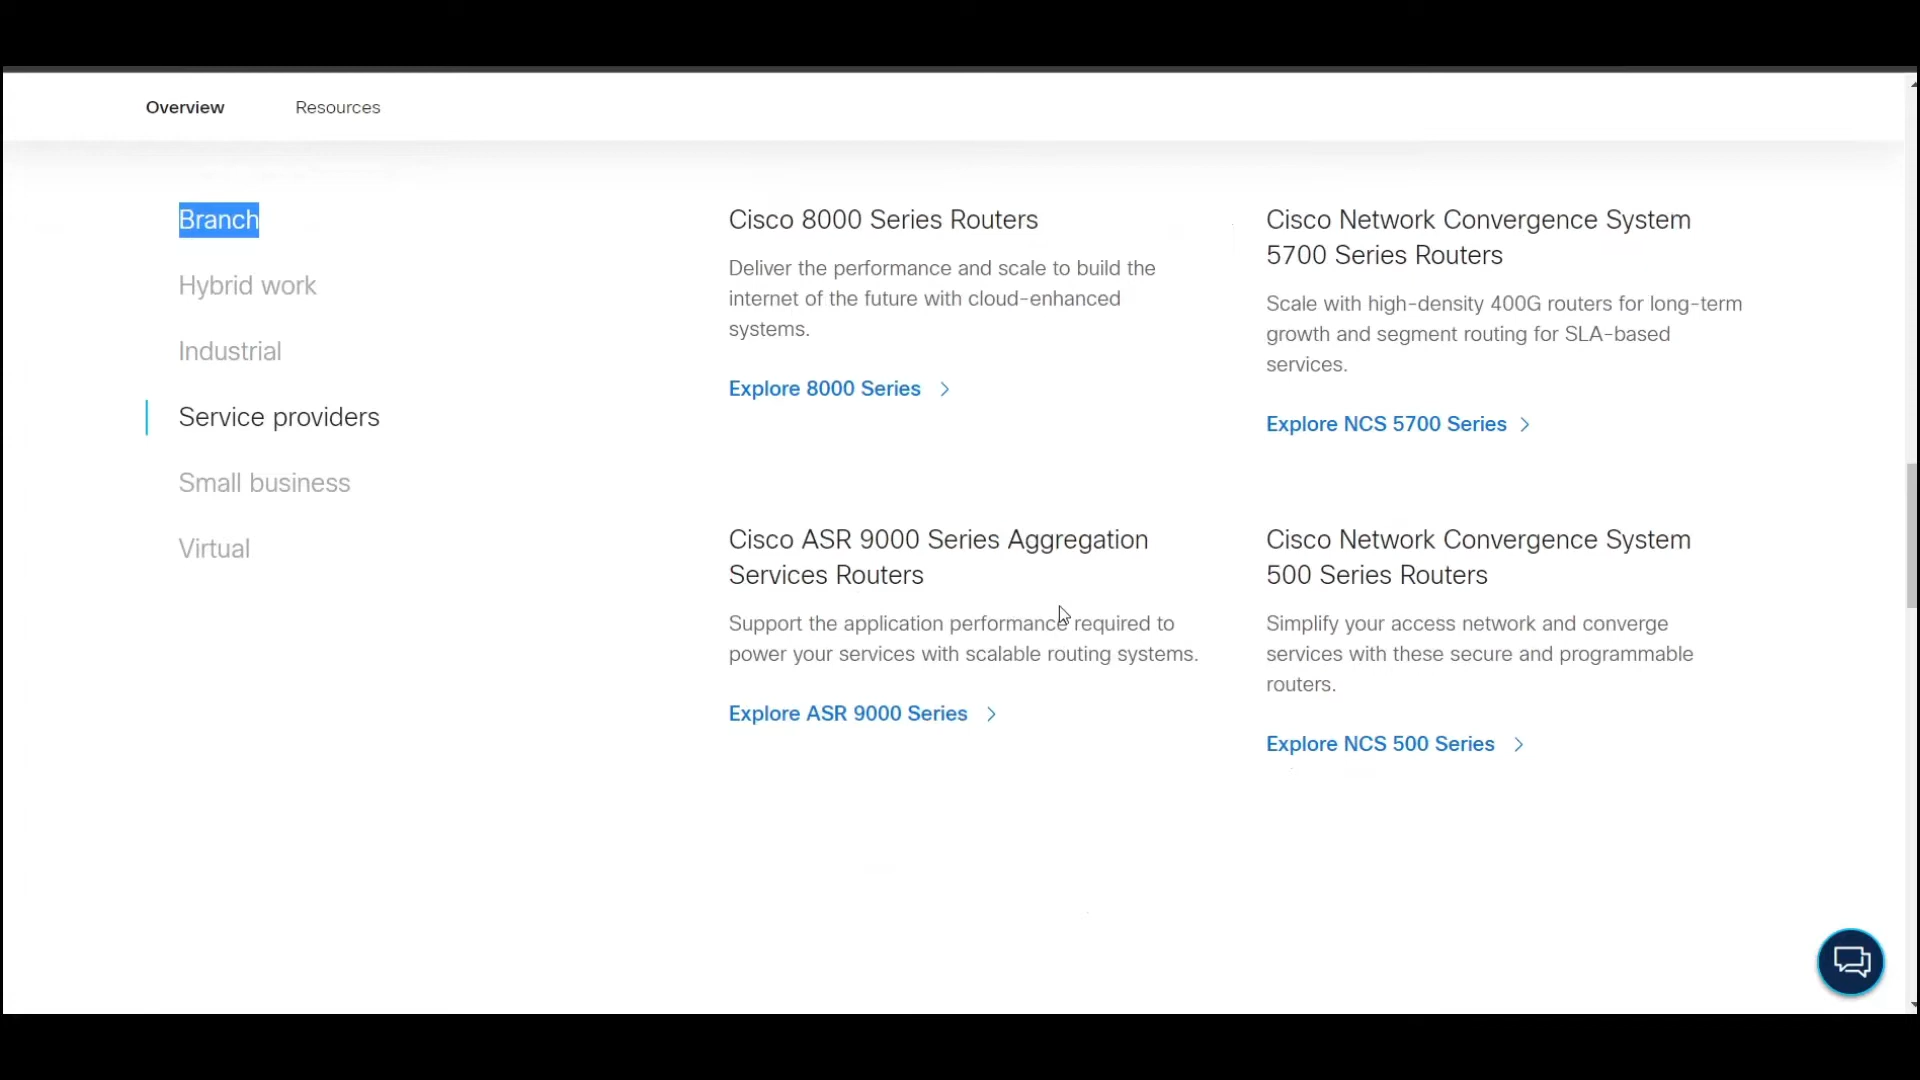 Overview
Resources
Branch
Hybrid work
Industrial
Service providers
Small business
Virtual
Cisco 8000 Series Routers
Deliver the performance and scale to build the
internet of the future with cloud-enhanced
systems.
Explore 8000 Series
Cisco Network Convergence System
5700 Series Routers
Scale with high-density 400G routers for long-term
growth and segment routing for SLA-based
services.
Explore NCS 5700 Series
Cisco ASR 9000 Series Aggregation
Services Routers
Support the application performance required to
power your services with scalable routing systems.
Explore ASR 9000 Series
Cisco Network Convergence System
500 Series Routers
Simplify your access network and converge
services with these secure and programmable
routers.
Explore NCS 500 Series